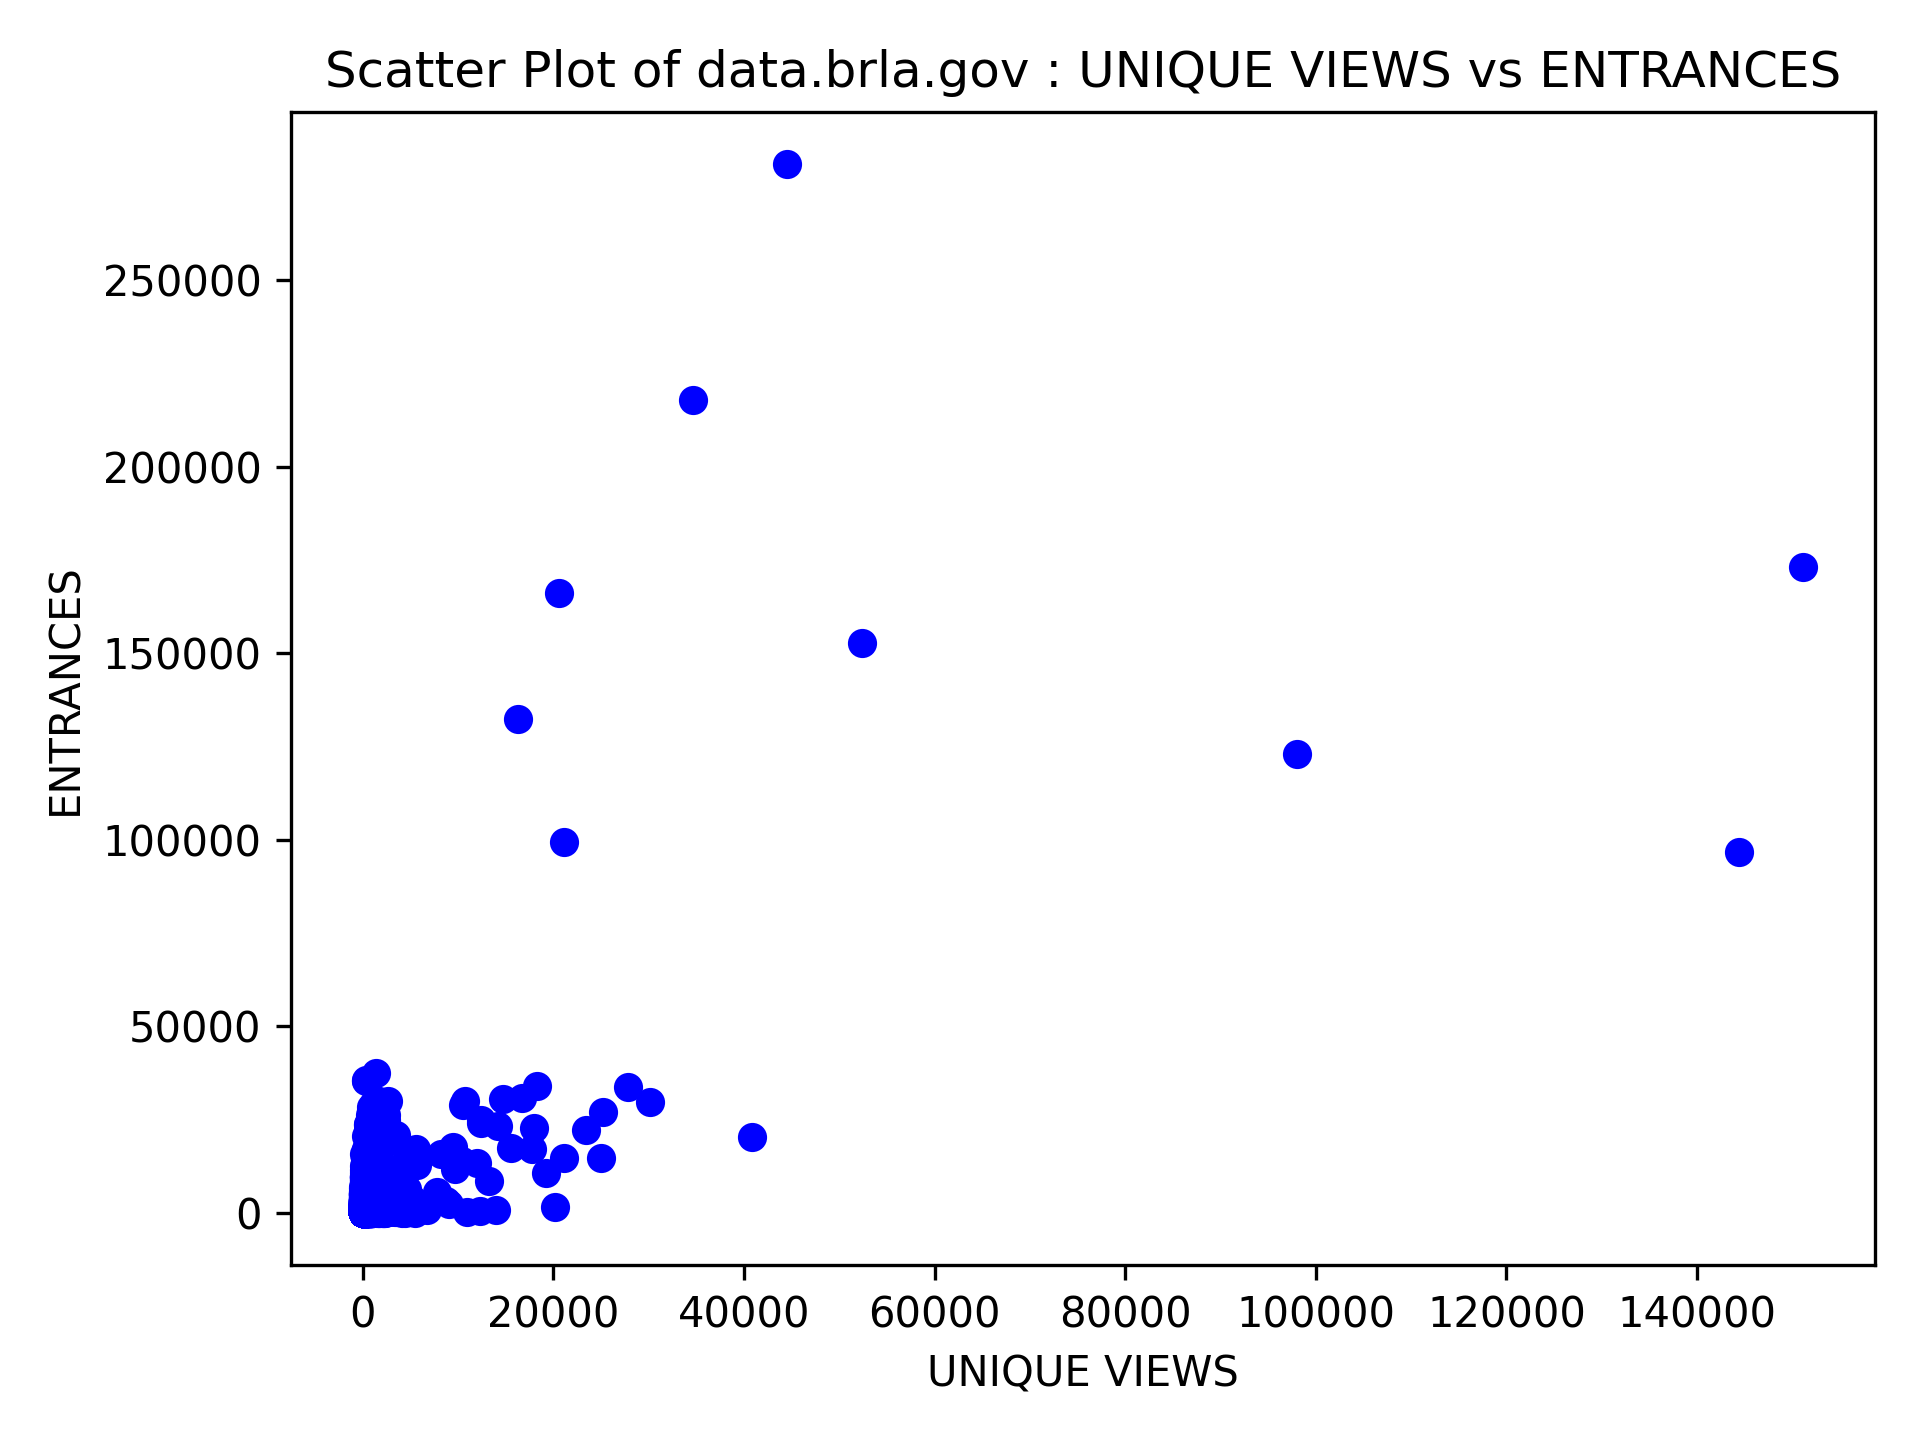 Scatter Plot of data.brla.gov : UNIQUE VIEWS vs ENTRANCES
250000
200000
150000
100000
50000
0
ENTRANCES
0 20000 40000 60000 80000 100000 120000 140000
UNIQUE VIEWS